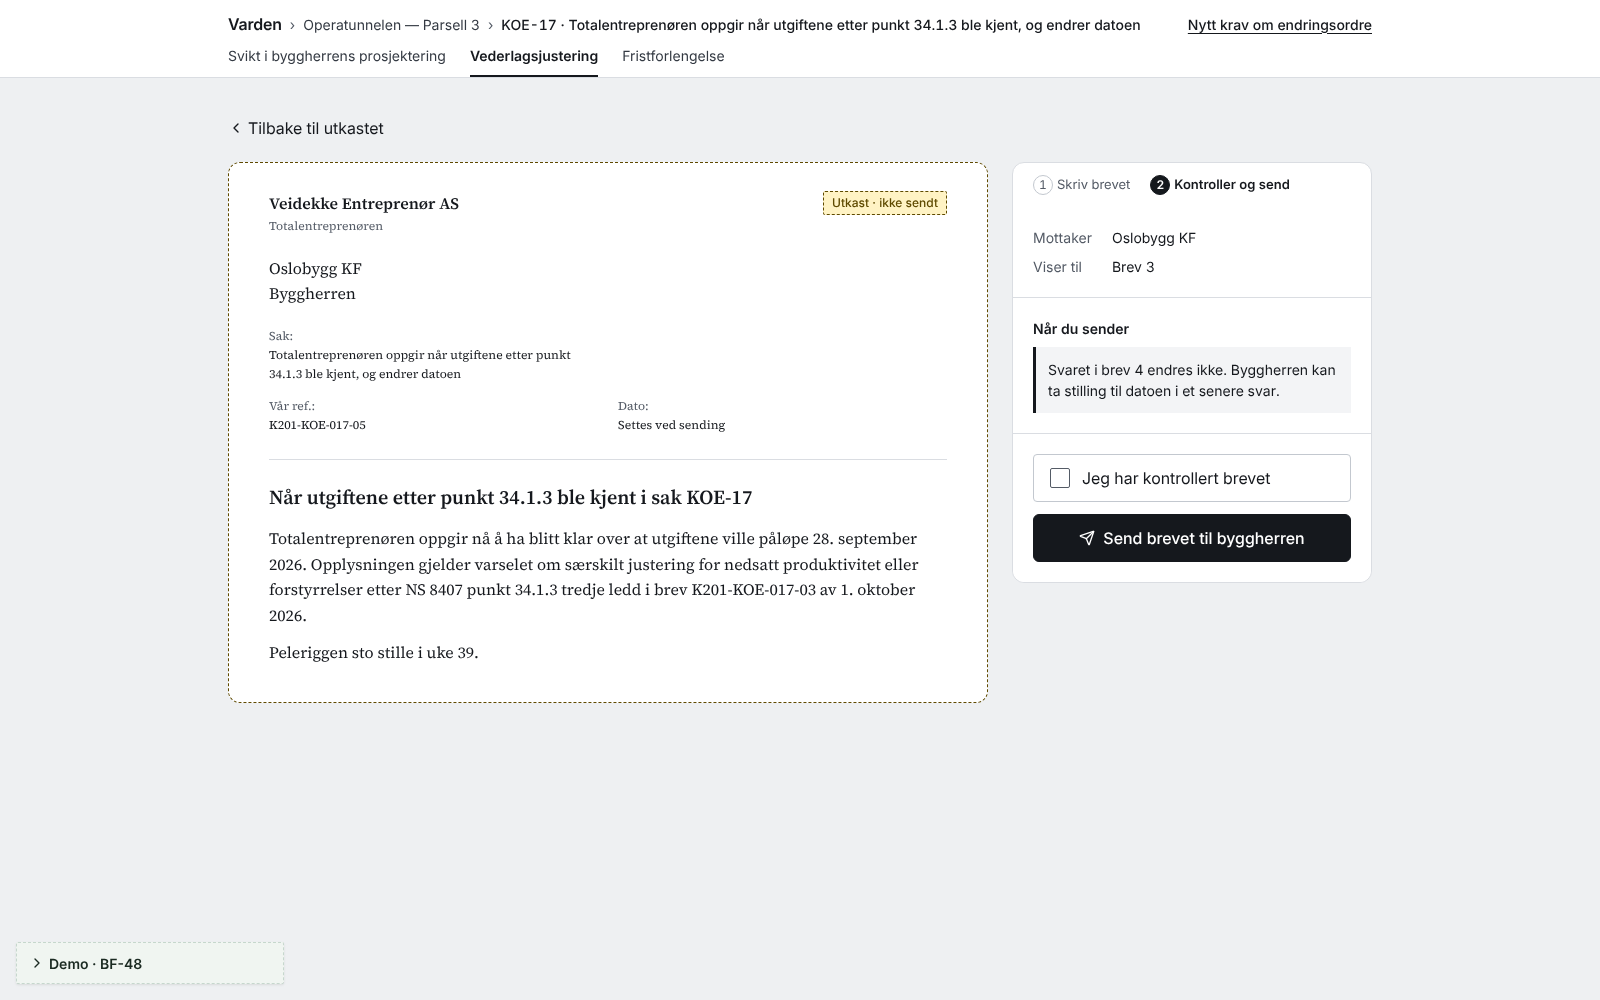 Varden › Operatunnelen — Parsell 3 › KOE-17 · Totalentreprenøren oppgir når utgiftene etter punkt 34.1.3 ble kjent, og endrer datoen
Nytt krav om endringsordre
Svikt i byggherrens prosjektering
Vederlagsjustering
Fristforlengelse
Tilbake til utkastet
Veidekke Entreprenør AS
Utkast · ikke sendt
Totalentreprenøren
Oslobygg KF
Byggherren
Sak:
Totalentreprenøren oppgir når utgiftene etter punkt
34.1.3 ble kjent, og endrer datoen
Vår ref.:
K201-KOE-017-05
Dato:
Settes ved sending
Når utgiftene etter punkt 34.1.3 ble kjent i sak KOE-17
Totalentreprenøren oppgir nå å ha blitt klar over at utgiftene ville påløpe 28. september
2026. Opplysningen gjelder varselet om særskilt justering for nedsatt produktivitet eller
forstyrrelser etter NS 8407 punkt 34.1.3 tredje ledd i brev K201-KOE-017-03 av 1. oktober
2026.
Peleriggen sto stille i uke 39.
1 Skriv brevet
2 Kontroller og send
Mottaker Oslobygg KF
Viser til Brev 3
Når du sender
Svaret i brev 4 endres ikke. Byggherren kan
ta stilling til datoen i et senere svar.
Jeg har kontrollert brevet
Send brevet til byggherren
Demo · BF-48